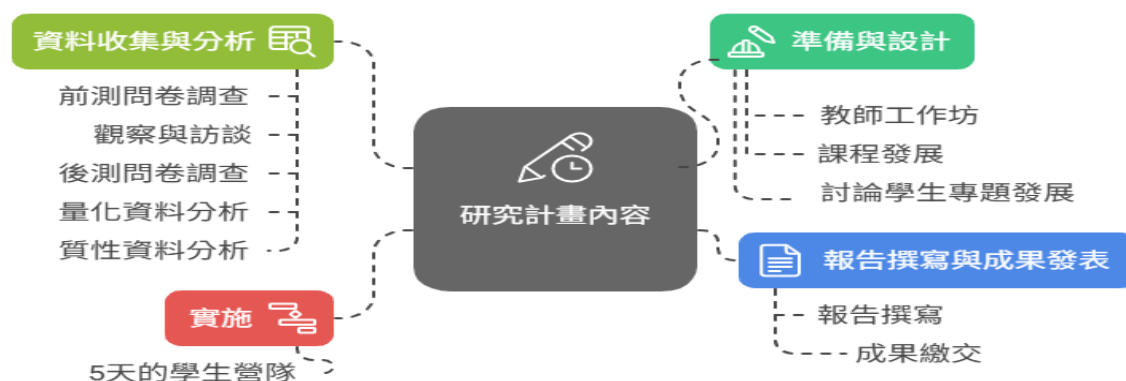 資料收集與分析
前測問卷調查
觀察與訪談
後測問卷調查
量化資料分析
質性資料分析
實施
5天的學生營隊
研究計畫內容
準備與設計
教師工作坊
課程發展
討論學生專題發展
報告撰寫與成果發表
報告撰寫
成果繳交